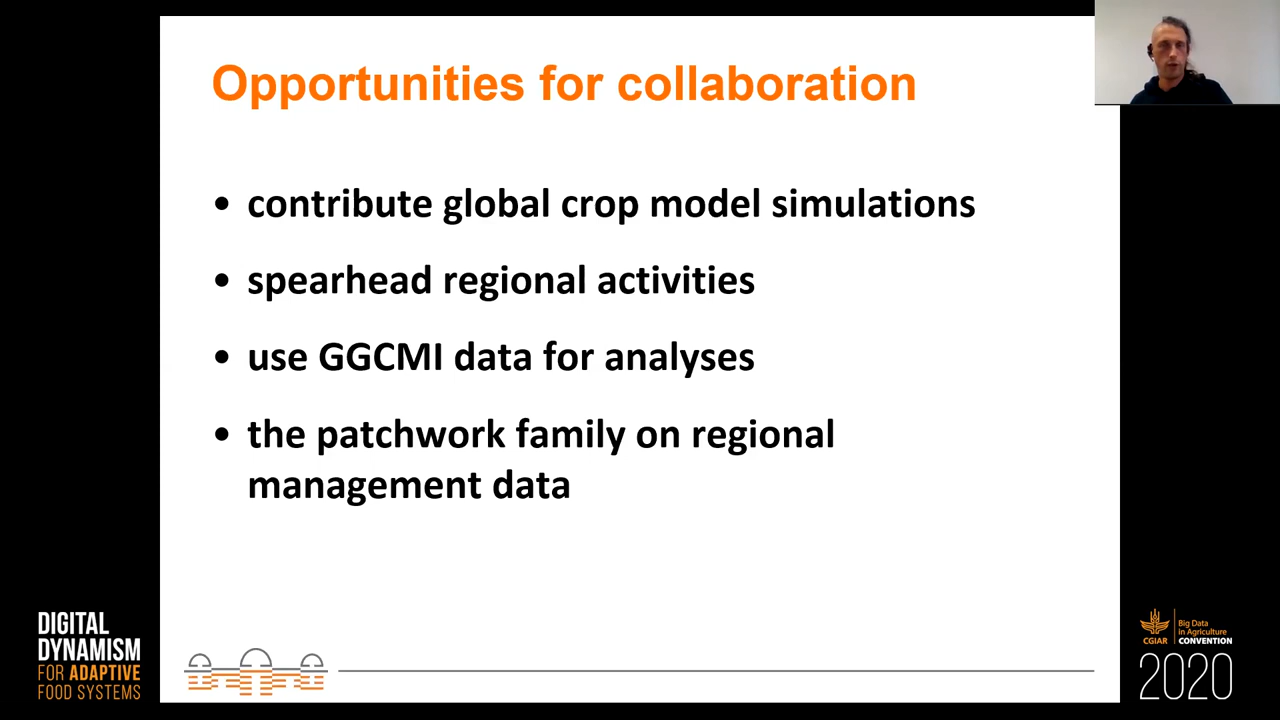 Opportunities for collaboration
• contribute global crop model simulations
• spearhead regional activities
• use GGCMI data for analyses
• the patchwork family on regional
management data
DIGITAL
DYNAMISM
FOR ADAPTIVE
FOOD SYSTEMS
CGIAR
Big Data
in Agriculture
CONVENTION
2020